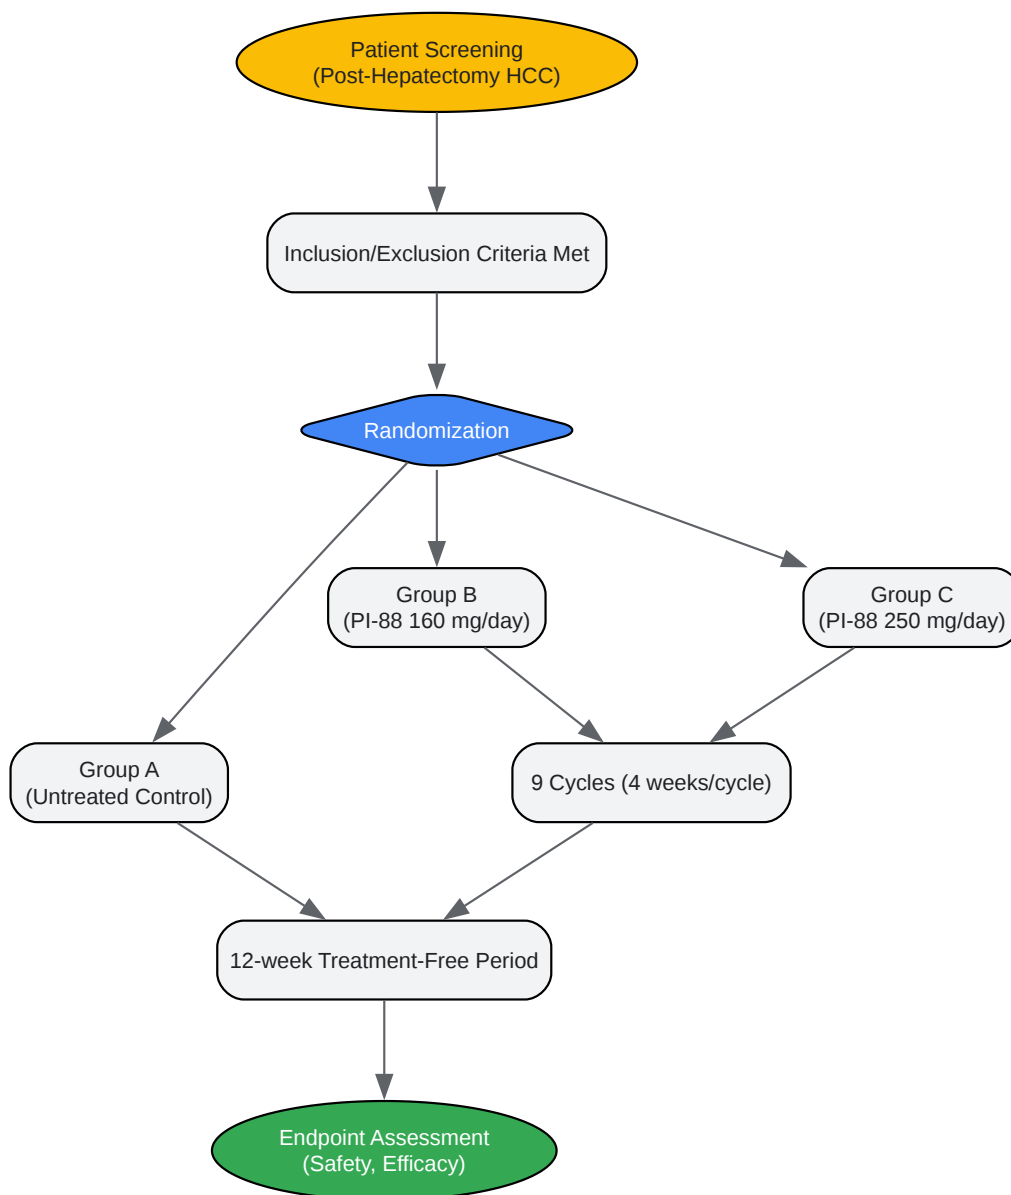 Patient Screening
(Post-Hepatectomy HCC)
Inclusion/Exclusion Criteria Met
Randomization
Group B
(PI-88 160 mg/day)
Group C
(PI-88 250 mg/day)
Group A
(Untreated Control)
9 Cycles (4 weeks/cycle)
12-week Treatment-Free Period
Endpoint Assessment
(Safety, Efficacy)